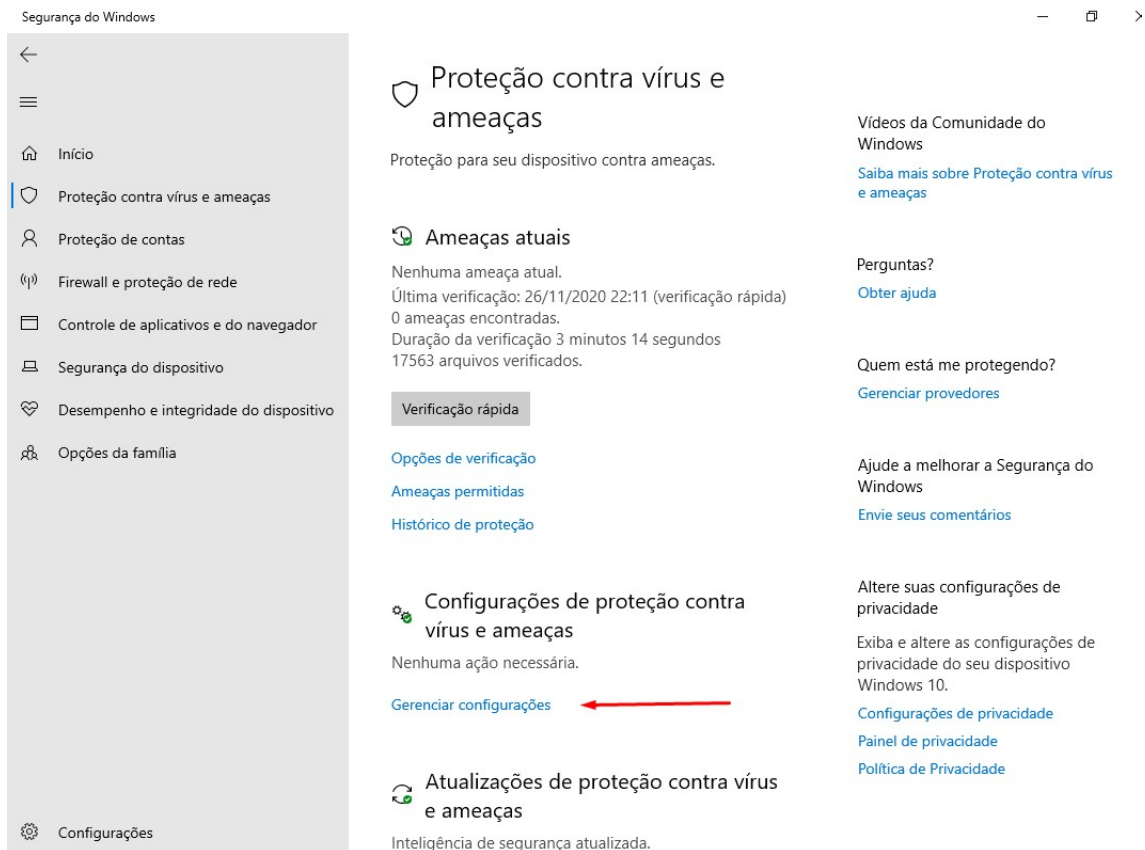 Segurança do Windows
Início
Proteção contra vírus e ameaças
Proteção de contas
Firewall e proteção de rede
Controle de aplicativos e do navegador
Segurança do dispositivo
Desempenho e integridade do dispositivo
Opções da família
Configurações
Proteção contra vírus e
ameaças
Proteção para seu dispositivo contra ameaças.
Ameaças atuais
Nenhuma ameaça atual.
Última verificação: 26/11/2020 22:11 (verificação rápida)
0 ameaças encontradas.
Duração da verificação 3 minutos 14 segundos
17563 arquivos verificados.
Verificação rápida
Opções de verificação
Ameaças permitidas
Histórico de proteção
Configurações de proteção contra
vírus e ameaças
Nenhuma ação necessária.
Gerenciar configurações
Atualizações de proteção contra vírus
e ameaças
Inteligência de segurança atualizada.
Vídeos da Comunidade do
Windows
Saiba mais sobre Proteção contra vírus
e ameaças
Perguntas?
Obter ajuda
Quem está me protegendo?
Gerenciar provedores
Ajude a melhorar a Segurança do
Windows
Envie seus comentários
Altere suas configurações de
privacidade
Exiba e altere as configurações de
privacidade do seu dispositivo
Windows 10.
Configurações de privacidade
Painel de privacidade
Política de Privacidade